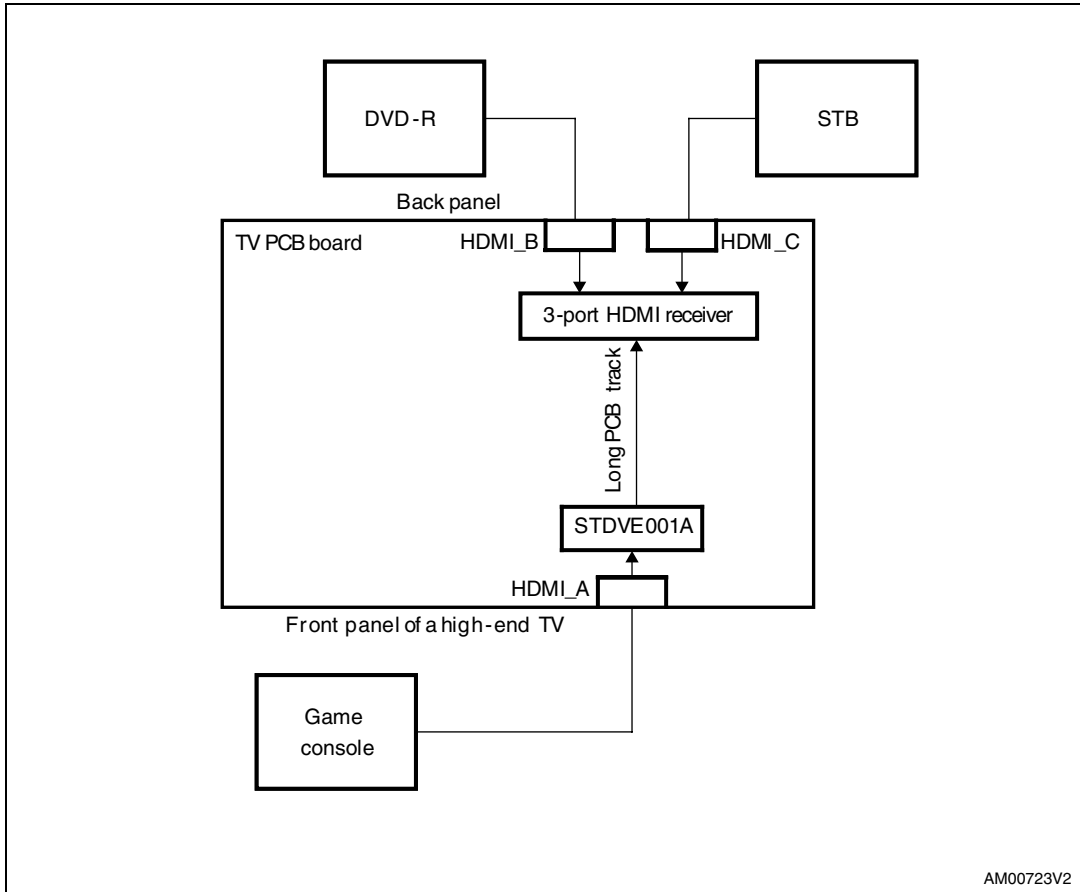 DVD-R
STB
Back panel
TV PCB board
HDMI_B
HDMI_C
3-port HDMI receiver
Long PCB track
STDVE001A
HDMI_A
Front panel of a high-end TV
Game
console
AM00723V2